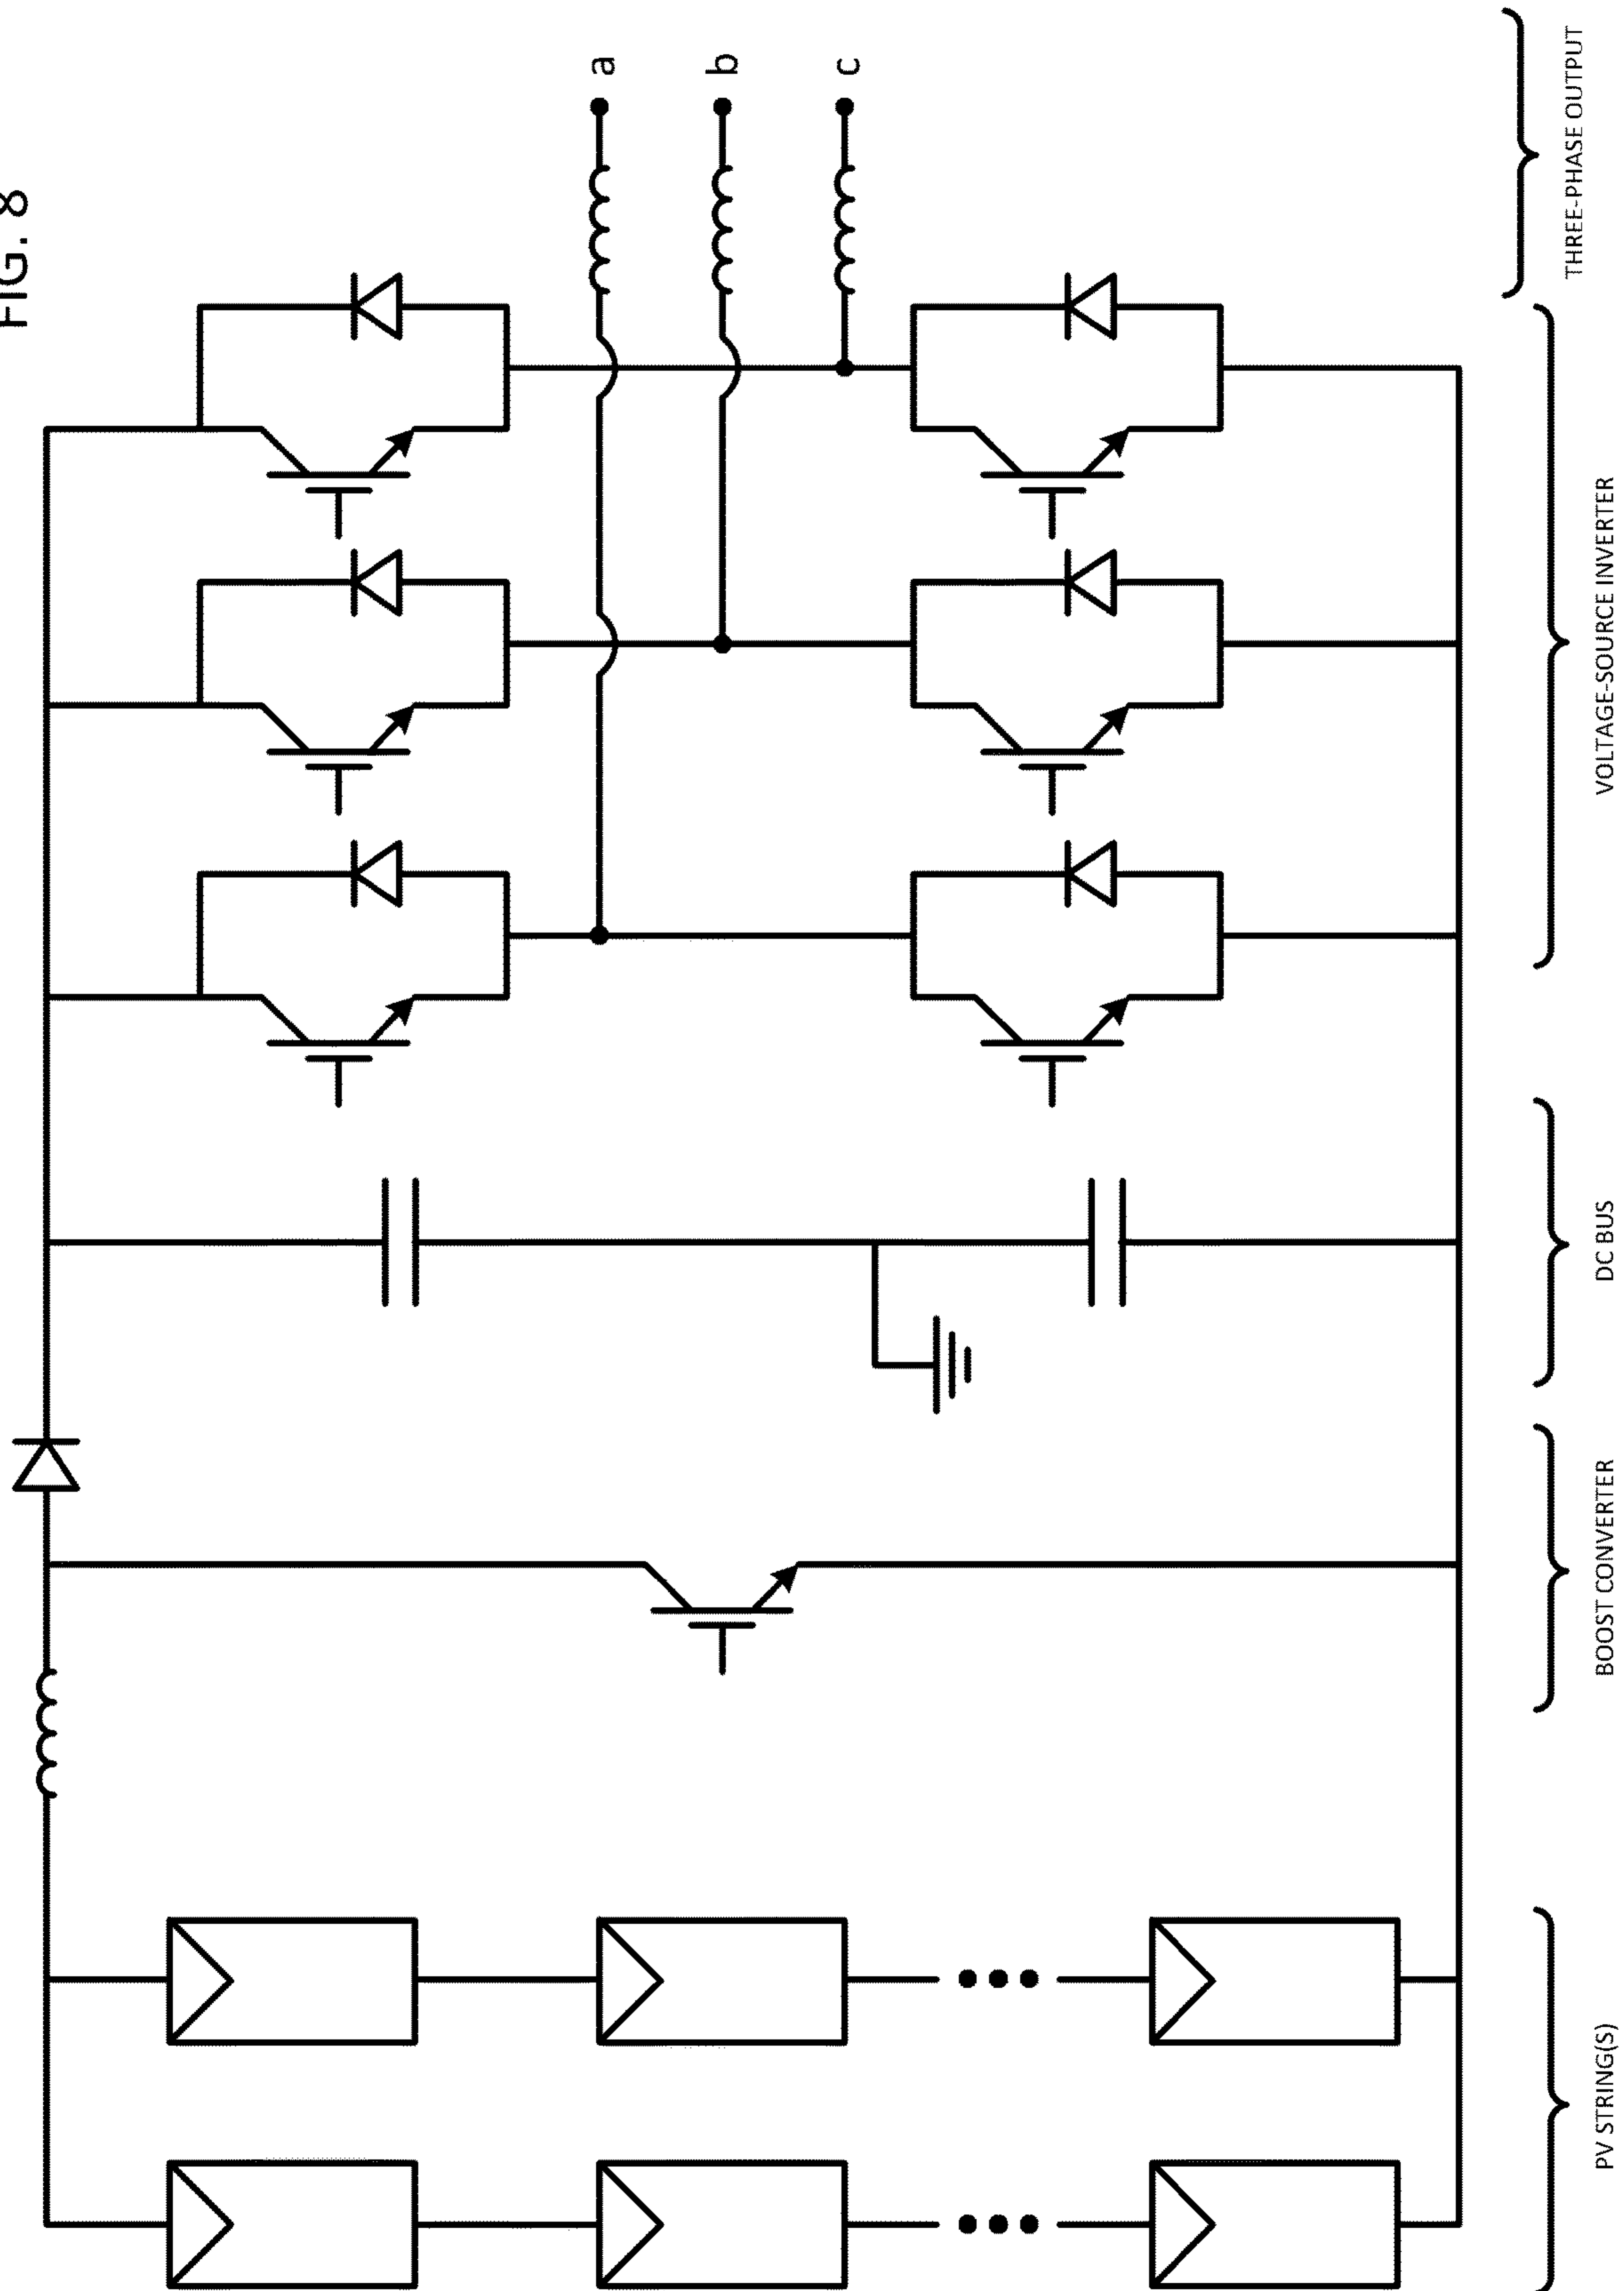 FIG. 8
a
b
c
PV STRING(S)
BOOST CONVERTER
DC BUS
VOLTAGE-SOURCE INVERTER
THREE-PHASE OUTPUT